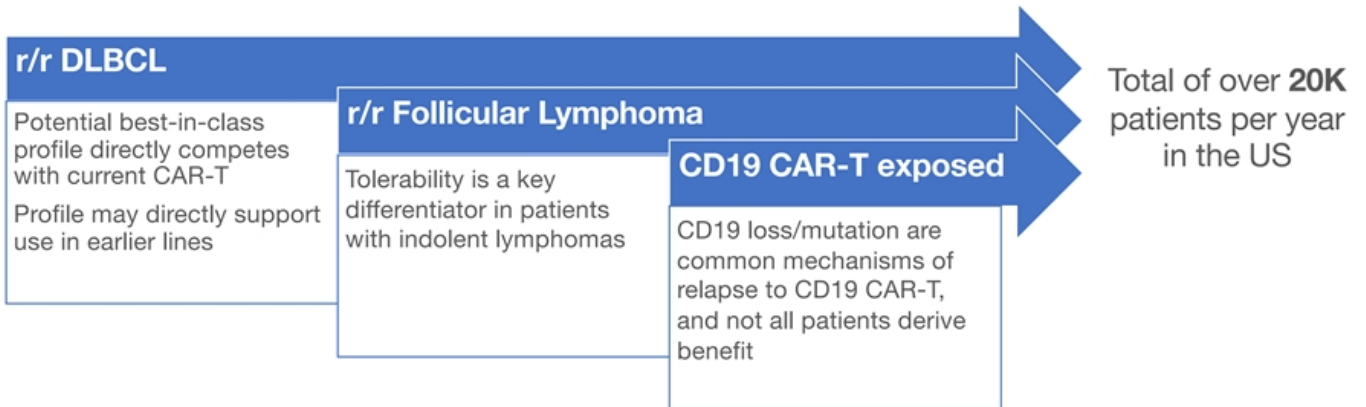 r/r DLBCL
Potential best-in-class
profile directly competes
with current CAR-T
Profile may directly support
use in earlier lines
r/r Follicular Lymphoma
Tolerability is a key
differentiator in patients
with indolent lymphomas
CD19 CAR-T exposed
CD19 loss/mutation are
common mechanisms of
relapse to CD19 CAR-T,
and not all patients derive
benefit
Total of over 20K
patients per year
in the US